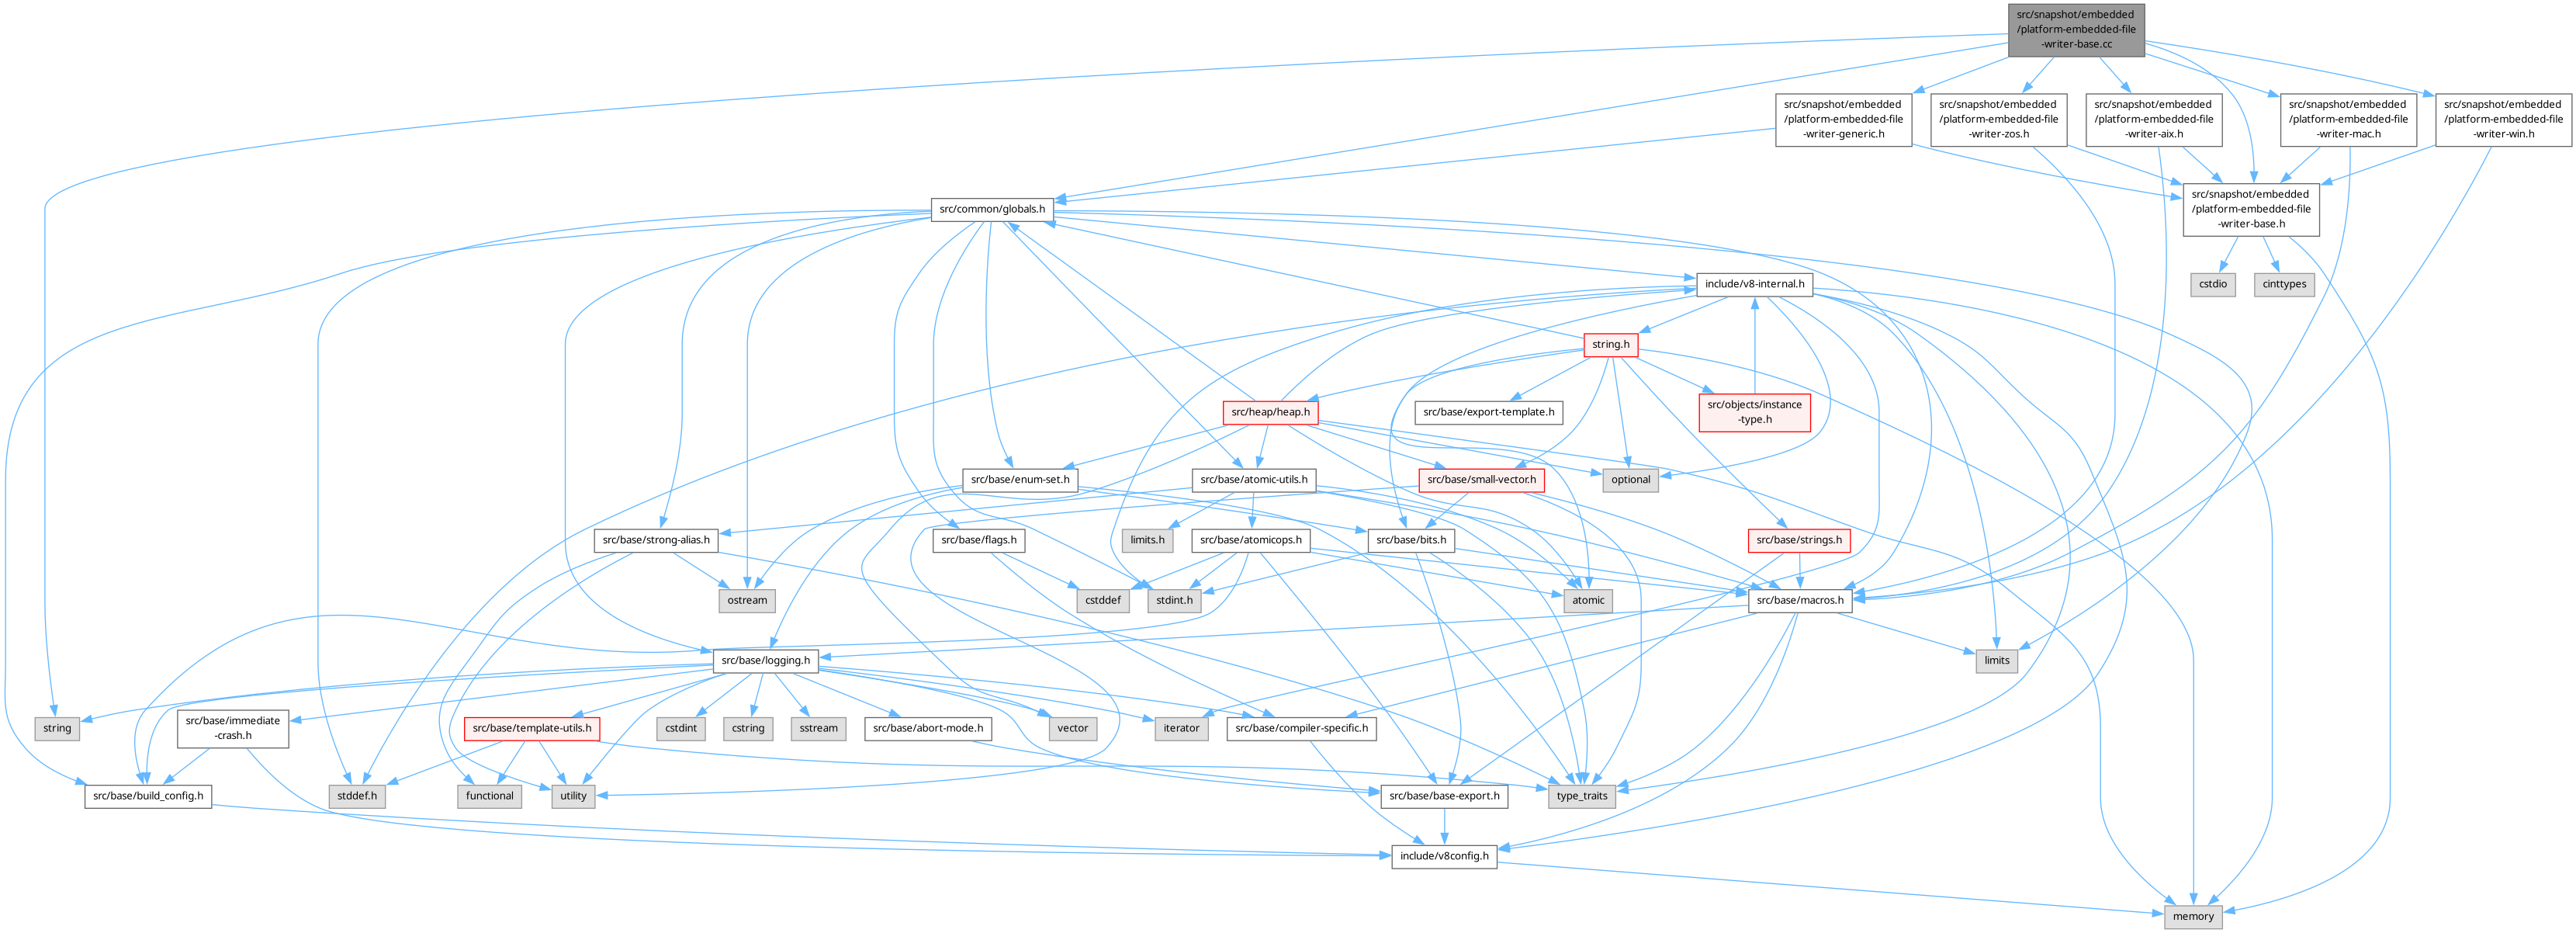 src/snapshot/embedded
/platform-embedded-file
-writer-base.cc
src/snapshot/embedded
/platform-embedded-file
-writer-generic.h
src/snapshot/embedded
/platform-embedded-file
-writer-zos.h
src/snapshot/embedded
/platform-embedded-file
-writer-aix.h
src/snapshot/embedded
/platform-embedded-file
-writer-mac.h
src/snapshot/embedded
/platform-embedded-file
-writer-win.h
src/common/globals.h
src/snapshot/embedded
/platform-embedded-file
-writer-base.h
include/v8-internal.h
cstdio
cinttypes
string.h
src/heap/heap.h
src/base/export-template.h
src/objects/instance
-type.h
src/base/enum-set.h
src/base/atomic-utils.h
src/base/small-vector.h
optional
src/base/strong-alias.h
src/base/flags.h
limits.h
src/base/atomicops.h
src/base/bits.h
src/base/strings.h
ostream
cstddef
stdint.h
atomic
src/base/macros.h
src/base/logging.h
limits
string
src/base/immediate
-crash.h
src/base/template-utils.h
cstdint
cstring
sstream
src/base/abort-mode.h
vector
iterator
src/base/compiler-specific.h
src/base/build_config.h
stddef.h
functional
utility
src/base/base-export.h
type_traits
include/v8config.h
memory